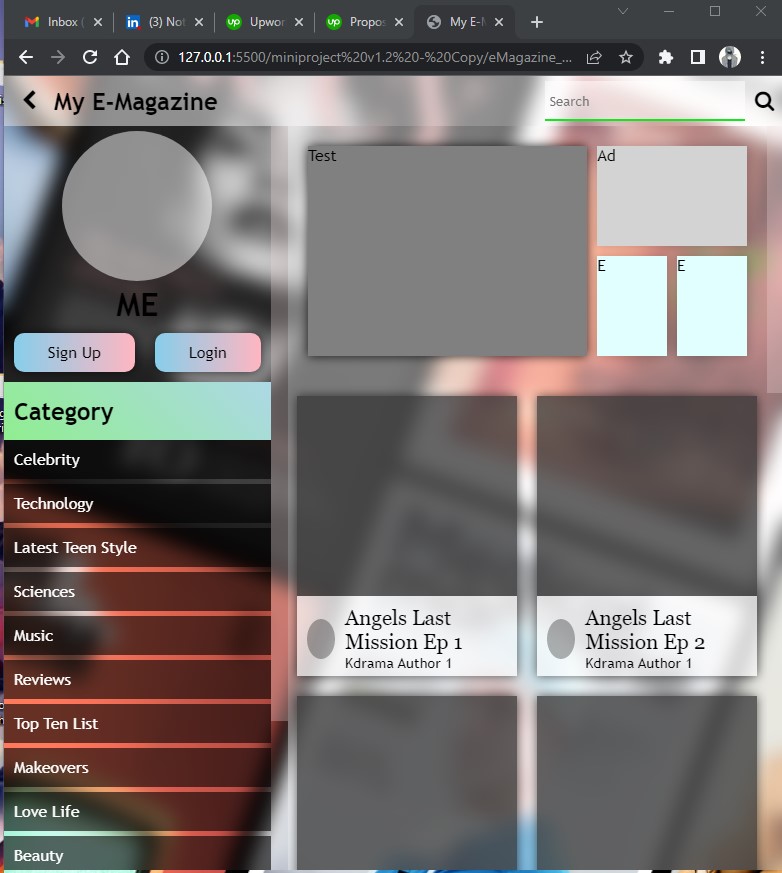 Inbox (
(3) Not
Upwor
Propos
My E-M
127.0.0.1:5500/miniproject%20v1.2%20-%20Copy/eMagazine_...
My E-Magazine
Search
ME
Sign Up
Login
Category
Celebrity
Technology
Latest Teen Style
Sciences
Music
Reviews
Top Ten List
Makeovers
Love Life
Beauty
Test
Ad
E
E
Angels Last
Mission Ep 1
Kdrama Author 1
Angels Last
Mission Ep 2
Kdrama Author 1